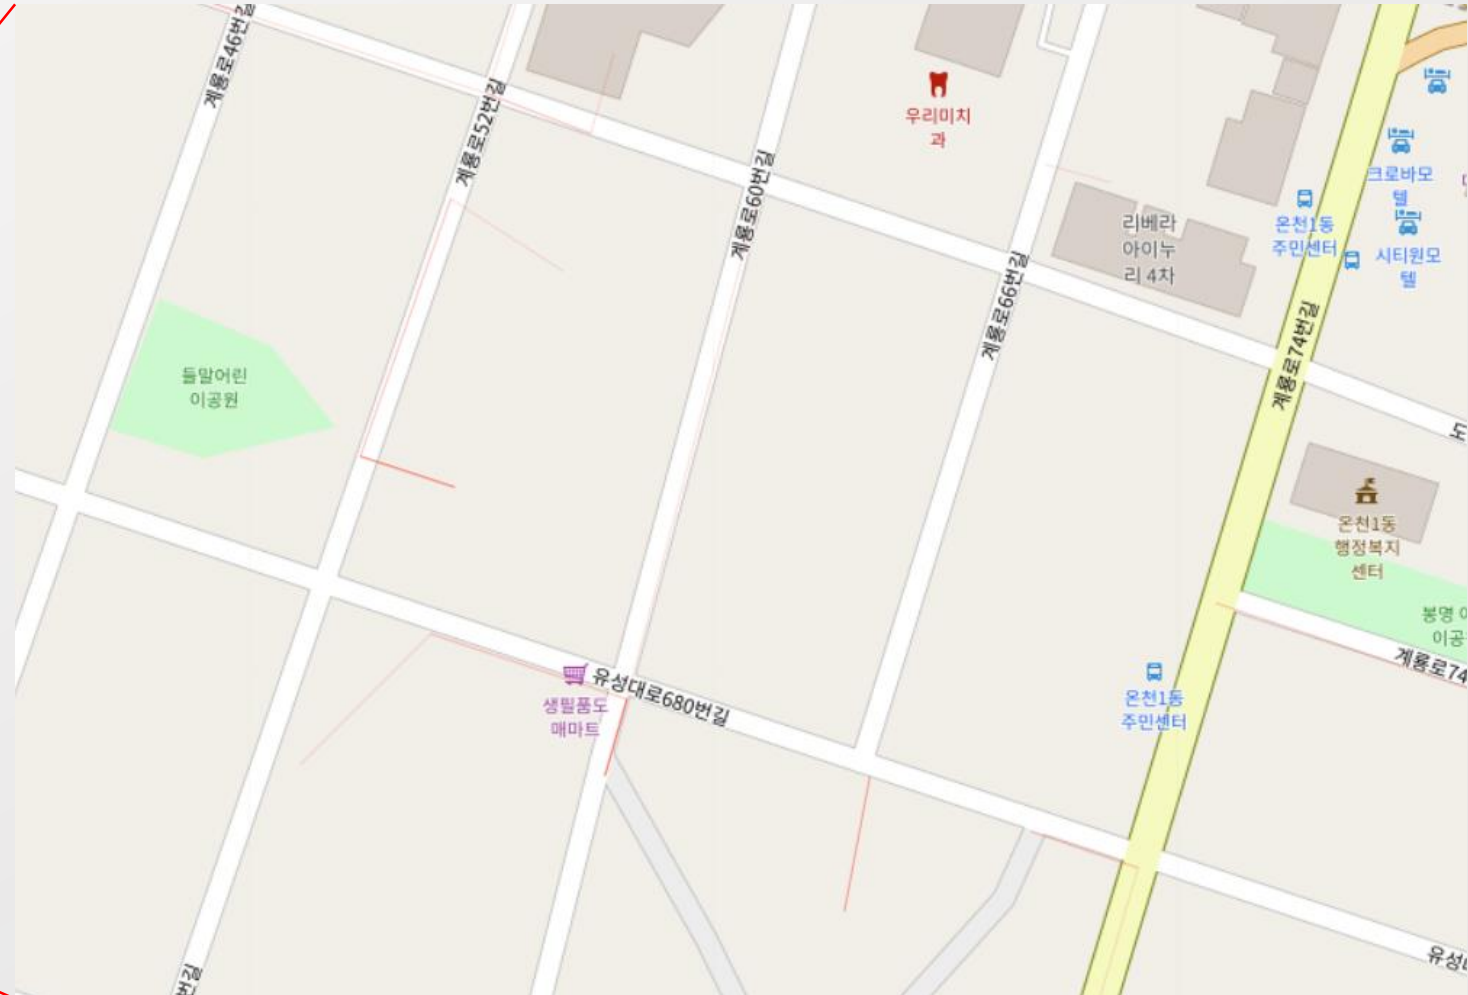 계룡로46번길
계룡로52번길
계룡로60번길
계룡로66번길
계룡로74번길
우리미치
과
리베라
아이누
리 4차
온천1동
주민센터
크로바모
텔
시티원모
텔
들말어린
이공원
온천1동
행정복지
센터
봉명
이공
계룡로74
생필품도
매마트
유성대로680번길
온천1동
주민센터
번길
유성